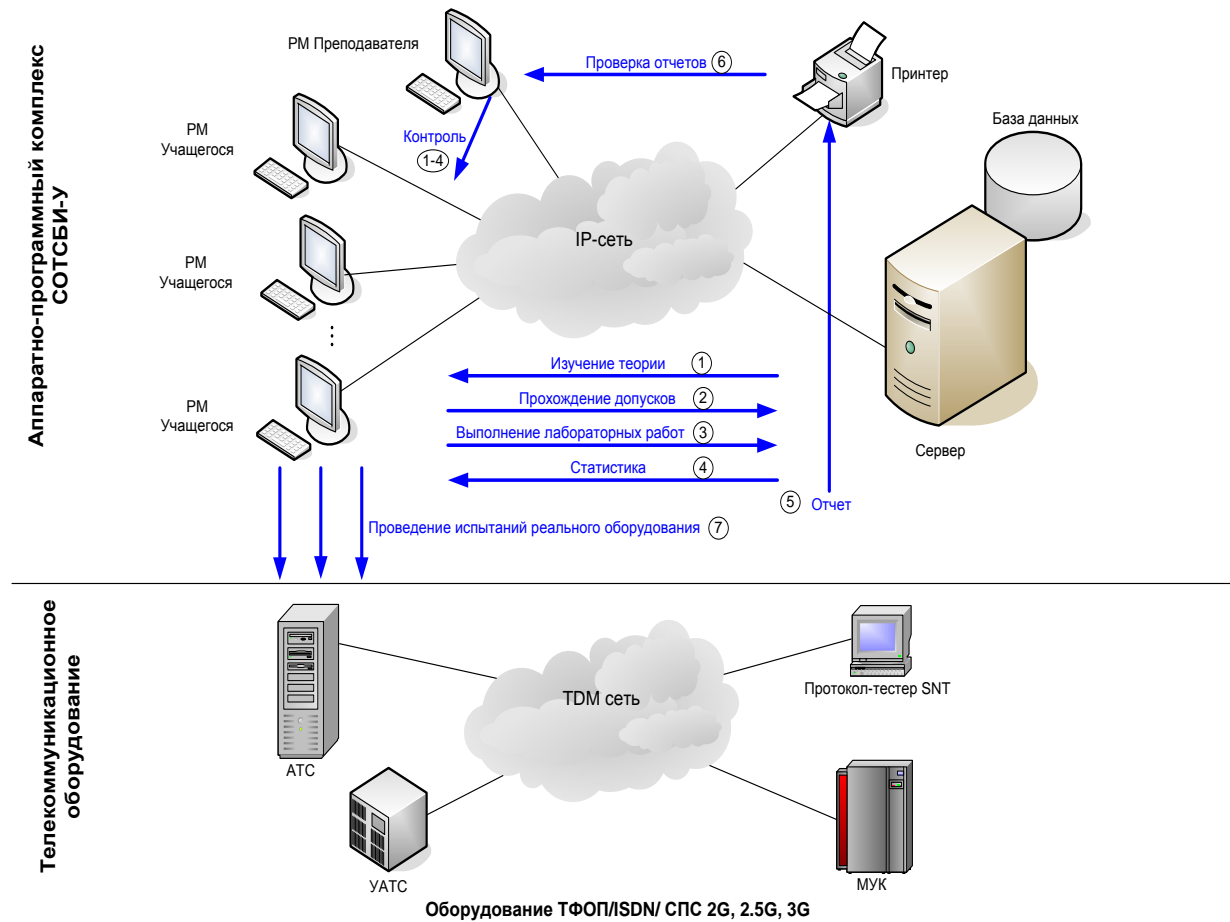 Аппаратно-программный комплекс
СОТСБИ-У
РМ Преподавателя
Проверка отчетов 6
Принтер
База данных
РМ
Учащегося
Контроль
1-4
IP-сеть
РМ
Учащегося
⋮
РМ
Учащегося
Изучение теории 1
Прохождение допусков 2
Выполнение лабораторных работ 3
Статистика 4
5 Отчет
Сервер
Проведение испытаний реального оборудования 7
Телекоммуникационное
оборудование
АТС
TDM сеть
Протокол-тестер SNT
УАТС
МУК
Оборудование ТФОП/ISDN/ СПС 2G, 2.5G, 3G